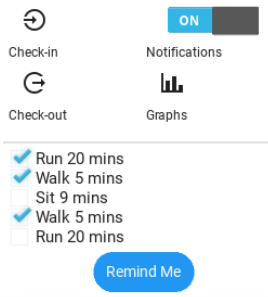 ON
Check-in Notifications
Check-out Graphs
Run 20 mins
Walk 5 mins
Sit 9 mins
Walk 5 mins
Run 20 mins
Remind Me